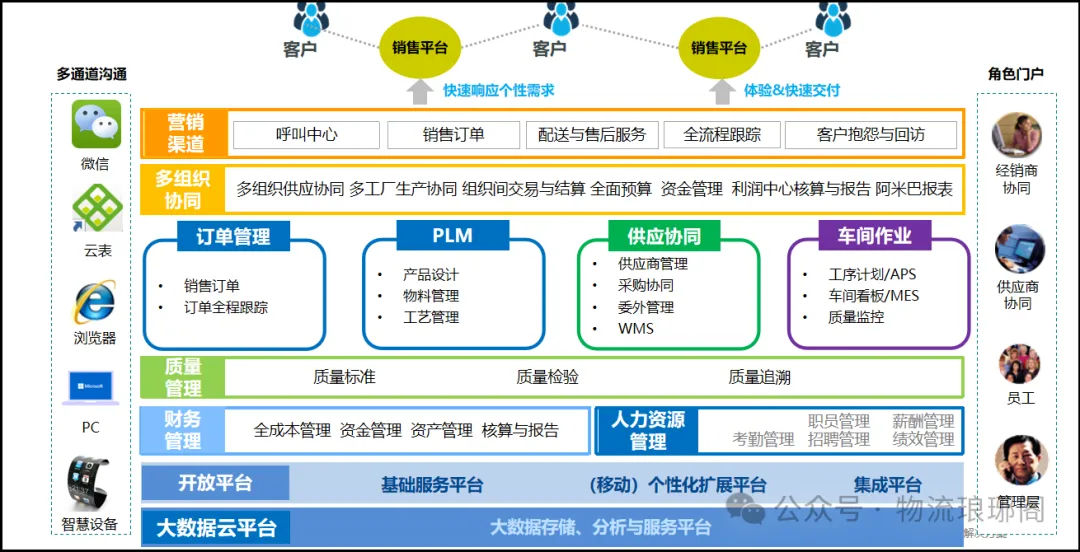 客户
销售平台
客户
销售平台
客户
快速响应个性需求
体验&快速交付
多通道沟通
微信
云表
浏览器
PC
Microsoft
智慧设备
营销
渠道
呼叫中心
销售订单
配送与售后服务
全流程跟踪
客户抱怨与回访
多组织
协同
多组织供应协同 多工厂生产协同 组织间交易与结算 全面预算 资金管理 利润中心核算与报告 阿米巴报表
订单管理
• 销售订单
• 订单全程跟踪
PLM
• 产品设计
• 物料管理
• 工艺管理
供应协同
• 供应商管理
• 采购协同
• 委外管理
• WMS
车间作业
• 工序计划/APS
• 车间看板/MES
• 质量监控
质量
管理
质量标准
质量检验
质量追溯
财务
管理
全成本管理 资金管理 资产管理 核算与报告
人力资源
管理
职员管理 薪酬管理
考勤管理 招聘管理 绩效管理
开放平台
基础服务平台
(移动）个性化扩展平台
集成平台
大数据云平台
大数据存储、分析与服务平台
角色门户
经销商
协同
供应商
协同
员工
管理层
公众号 · 物流琅琊阁